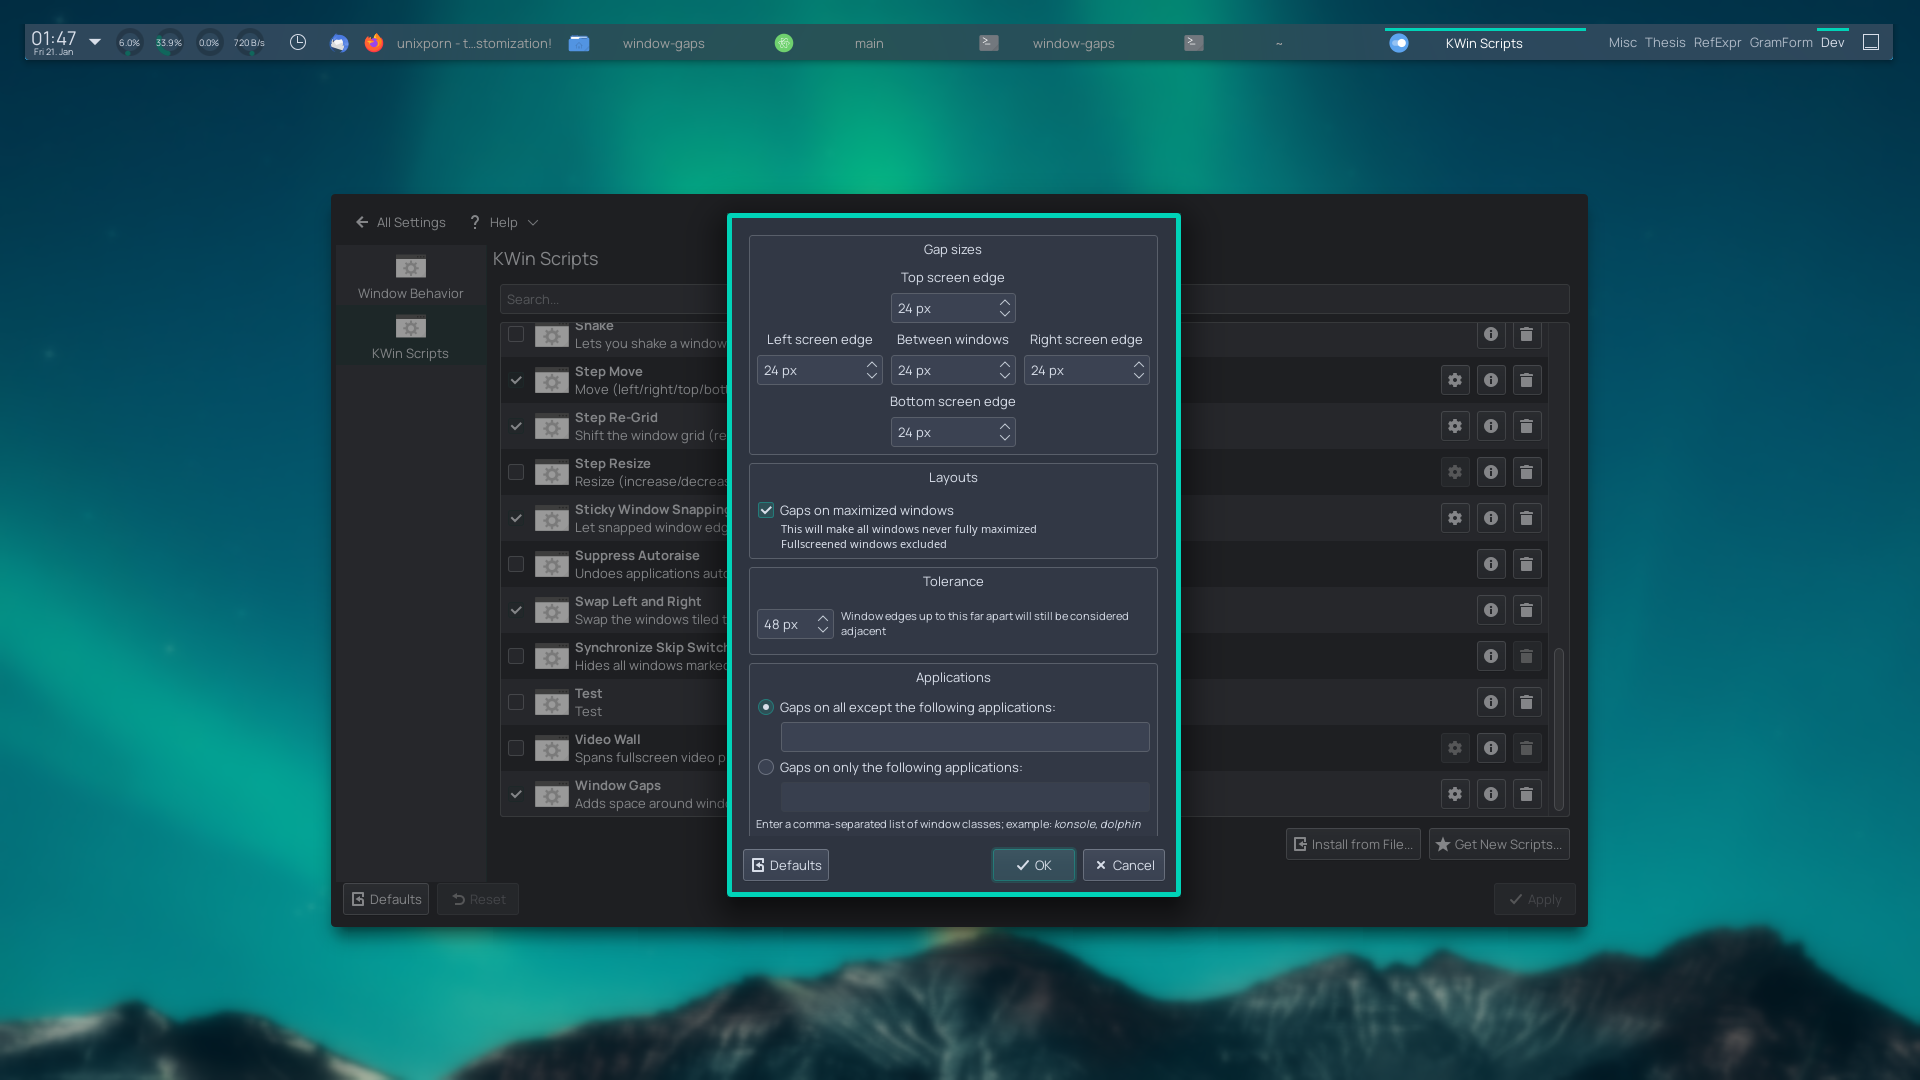 01:47
Fri 21. Jan
6.0%
33.9%
0.0%
720 B/s
unixporn - t...stomization!
window-gaps
main
window-gaps
~
KWin Scripts
Misc Thesis RefExpr GramForm Dev
All Settings
? Help
Window Behavior
KWin Scripts
KWin Scripts
Search...
Shake
Lets you shake a window
Step Move
Move (left/right/top/bott
Step Re-Grid
Shift the window grid (re
Step Resize
Resize (increase/decreas
Sticky Window Snapping
Let snapped window edg
Suppress Autoraise
Undoes applications auto
Swap Left and Right
Swap the windows tiled t
Synchronize Skip Switch
Hides all windows marked
Test
Test
Video Wall
Spans fullscreen video p
Window Gaps
Adds space around windo
Install from File...
Get New Scripts...
Defaults
Reset
Apply
Gap sizes
Top screen edge
24 px
Left screen edge
Between windows
Right screen edge
24 px
24 px
24 px
Bottom screen edge
24 px
Layouts
Gaps on maximized windows
This will make all windows never fully maximized
Fullscreened windows excluded
Tolerance
48 px
Window edges up to this far apart will still be considered
adjacent
Applications
Gaps on all except the following applications:
Gaps on only the following applications:
Enter a comma-separated list of window classes; example: konsole, dolphin
Defaults
OK
Cancel